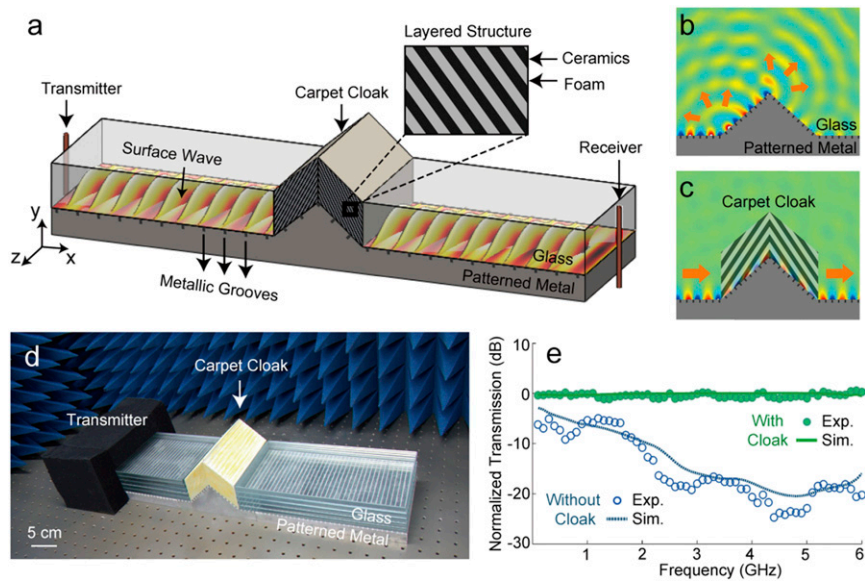 a
Layered Structure
Ceramics
Foam
Transmitter
Carpet Cloak
Surface Wave
Receiver
y
z
x
Glass
Patterned Metal
Metallic Grooves
b
Glass
Patterned Metal
c
Carpet Cloak
d
Carpet Cloak
Transmitter
Glass
Patterned Metal
5 cm
e
Normalized Transmission (dB)
10
0
-10
-20
-30
With Cloak
Exp.
Sim.
Without Cloak
Exp.
Sim.
1 2 3 4 5 6
Frequency (GHz)